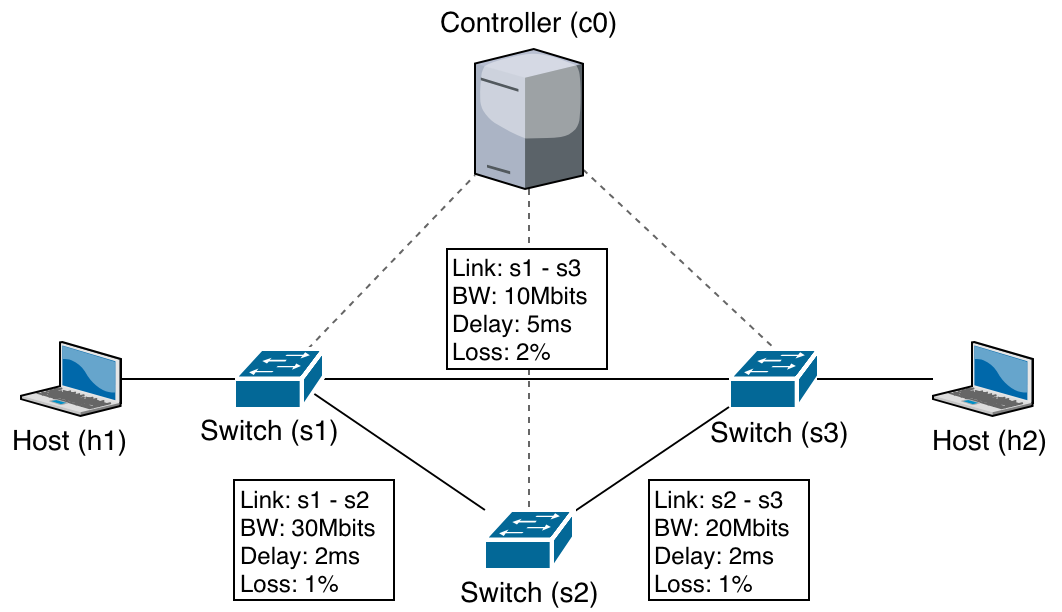 Controller (c0)
Link: s1 - s3
BW: 10Mbits
Delay: 5ms
Loss: 2%
Host (h1)
Switch (s1)
Switch (s3)
Host (h2)
Link: s1 - s2
BW: 30Mbits
Delay: 2ms
Loss: 1%
Link: s2 - s3
BW: 20Mbits
Delay: 2ms
Loss: 1%
Switch (s2)